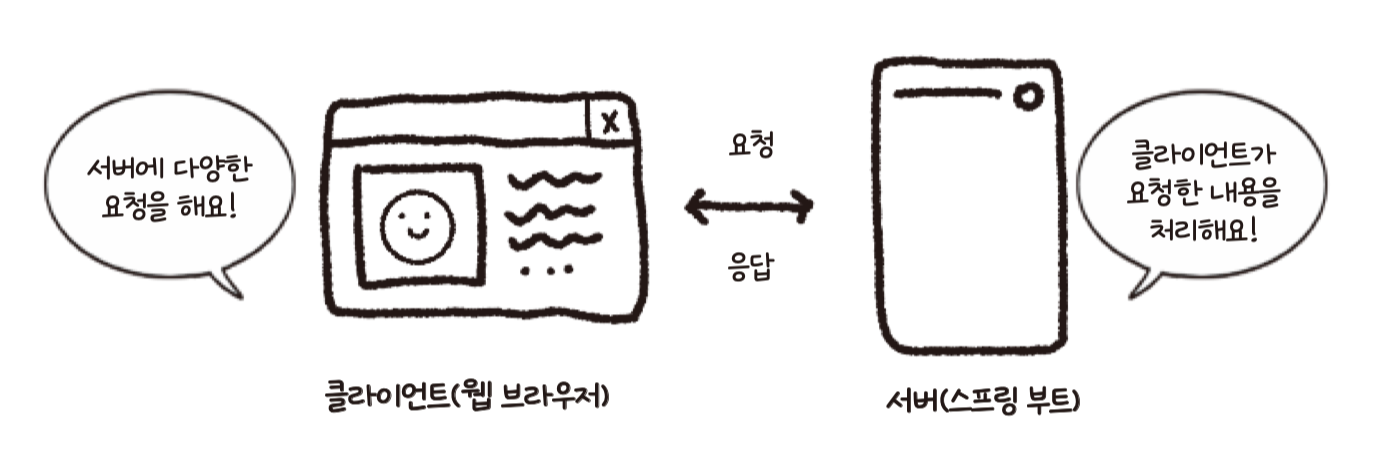 서버에 다양한
요청을 해요!
X
요청
응답
클라이언트가
요청한 내용을
처리해요!
클라이언트(웹 브라우저)
서버(스프링 부트)